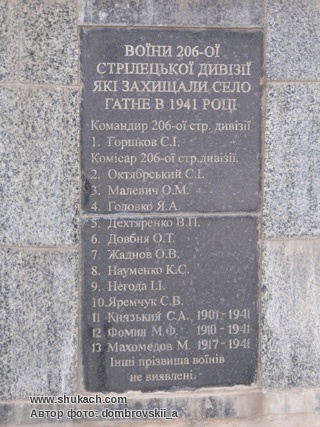 ВОЇНИ 206-ОЇ
СТРІЛЕЦЬКОЇ ДИВІЗІЇ
ЯКІ ЗАХИЩАЛИ СЕЛО
ГАТНЕ В 1941 РОЦІ
Командир 206-ої стр. дивізії
1. Горшков С.І.
Комісар 206-ої стр.дивізії.
2. Октябрський С.І.
3. Малевич О.М.
4. Головко Я.А.
5 Дехтяренко В.П.
6 Довбня О.Т.
7 Жаднов О.В.
8 Науменко К.С.
9 Негода І.І.
10.Яремчук С.В.
11 Князький С.А. 1901-1941
12 Фомин М.Ф. 1910-1941
13 Махомедов М. 1917-1941
Інші прізвища воїнів
не виявлені.
www.shukach.com
Автор фото: dombrovskii_a